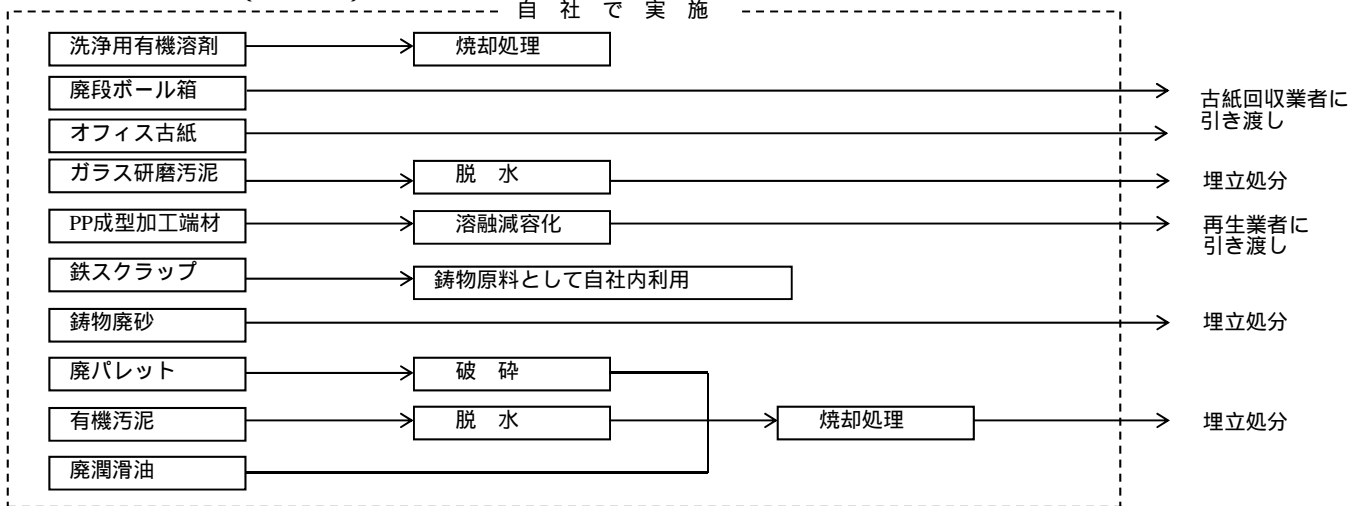 自 社 で 実 施
洗浄用有機溶剤
焼却処理
廃段ボール箱
古紙回収業者に
引き渡し
オフィス古紙
ガラス研磨汚泥
脱 水
埋立処分
PP成型加工端材
溶融減容化
再生業者に
引き渡し
鉄スクラップ
鋳物原料として自社内利用
鋳物廃砂
埋立処分
廃パレット
破 砕
有機汚泥
脱 水
焼却処理
埋立処分
廃潤滑油